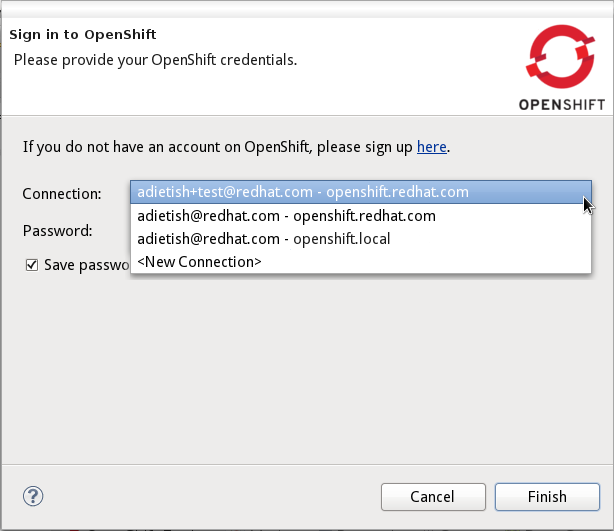 Sign in to OpenShift
Please provide your OpenShift credentials.
OPENSHIFT
If you do not have an account on OpenShift, please sign up here.
Connection:
adietish+test@redhat.com - openshift.redhat.com
adietish@redhat.com - openshift.redhat.com
Password:
adietish@redhat.com - openshift.local
Save passwo
<New Connection>
?
Cancel
Finish